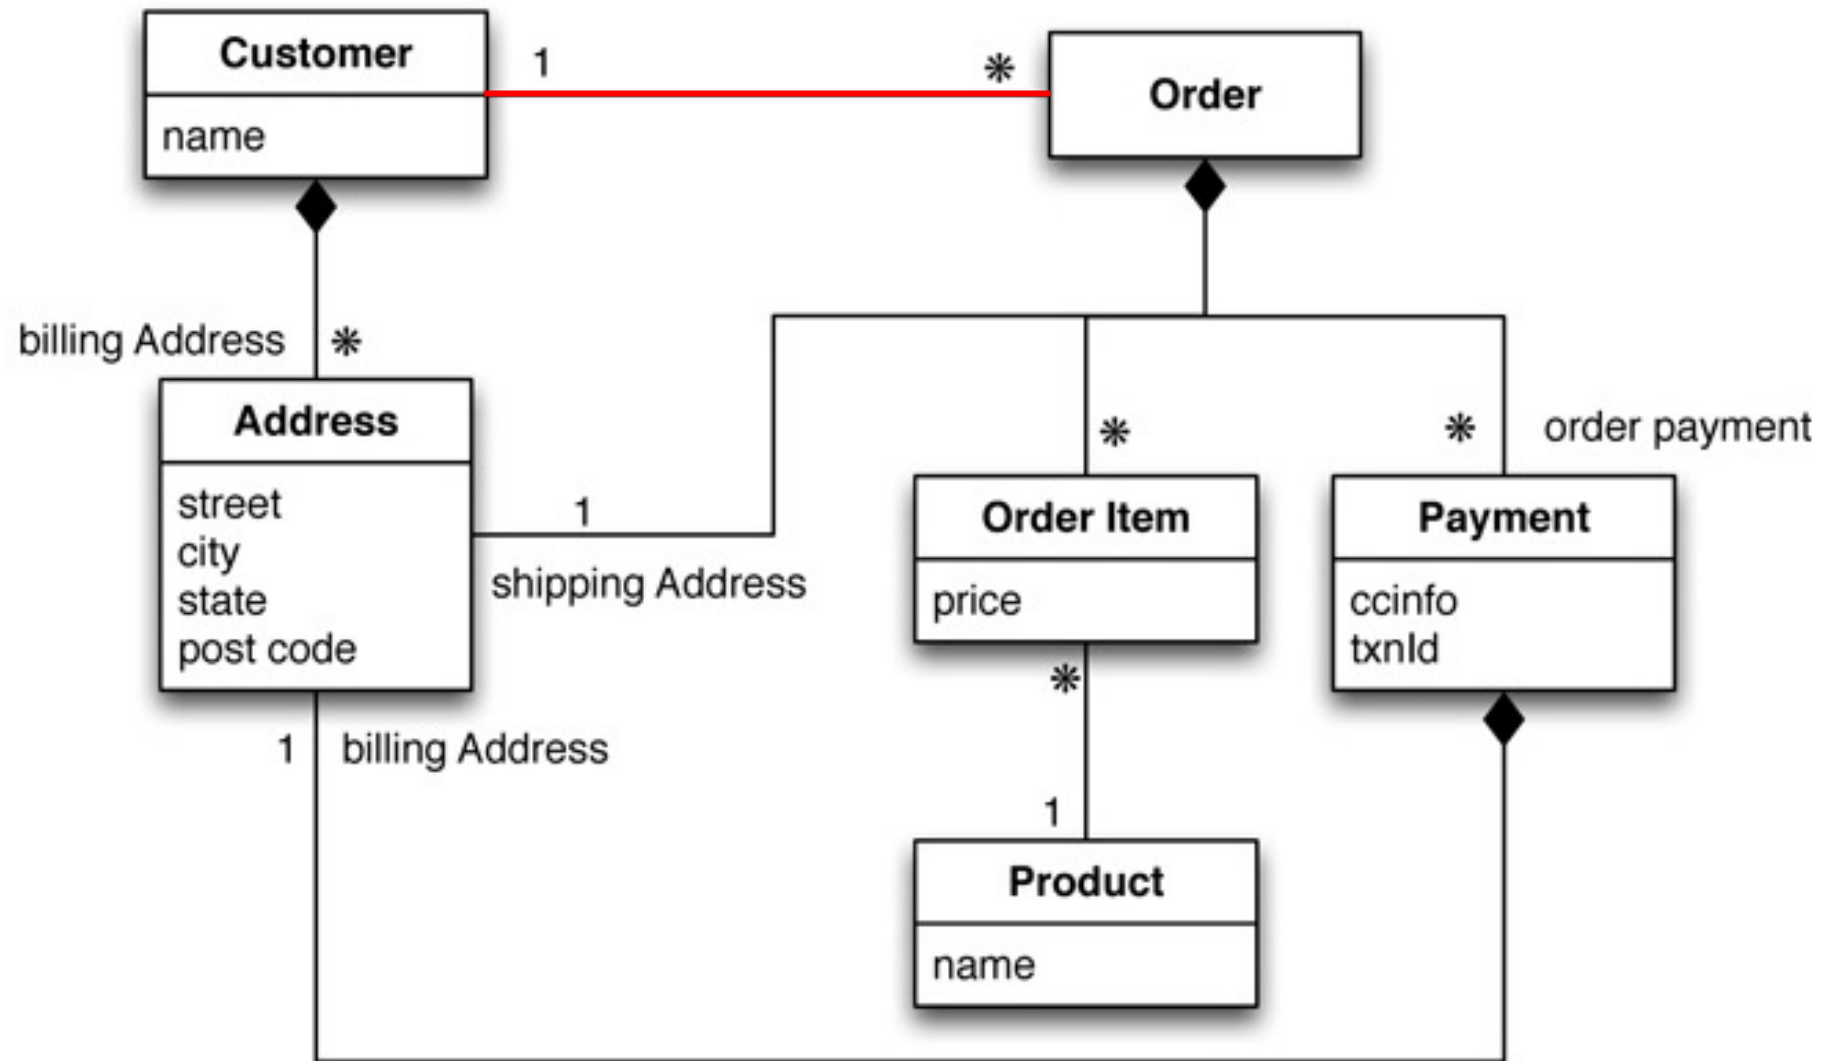 Customer
name
1
*
Order
billing Address
*
Address
street
city
state
post code
1
shipping Address
*
Order Item
price
*
order payment
Payment
ccinfo
txnId
*
1
Product
name
1
billing Address